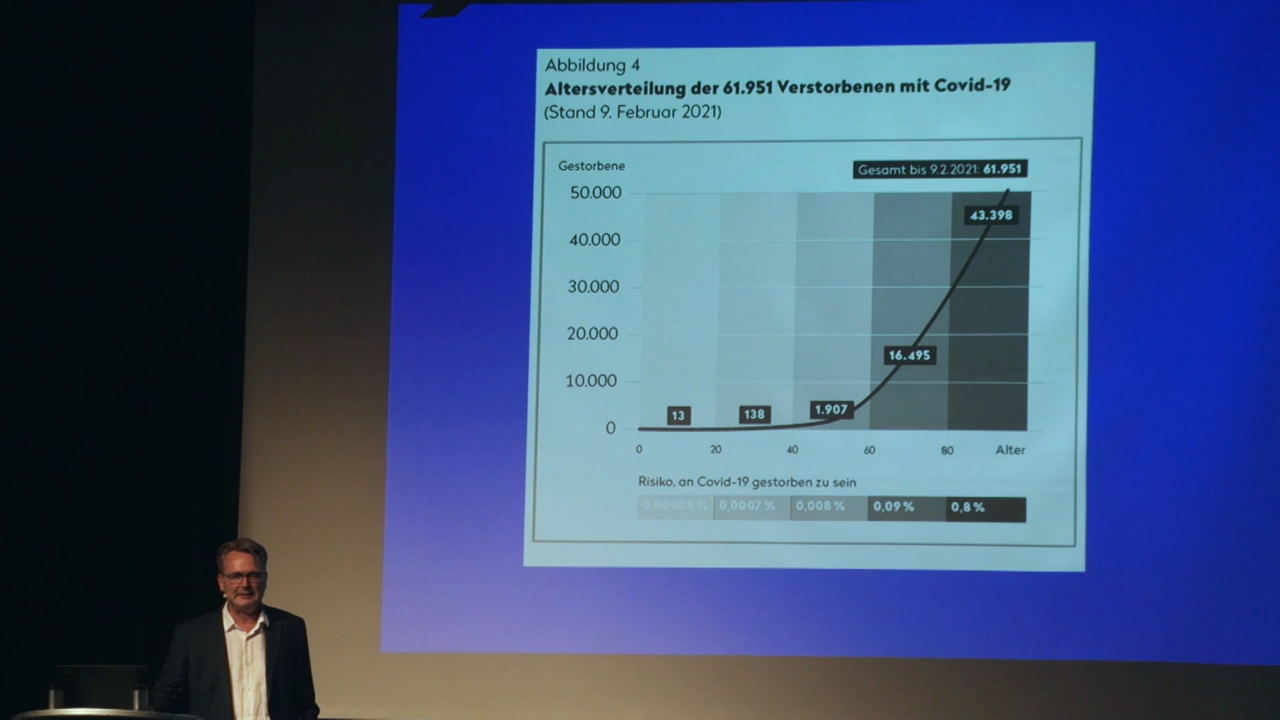 Abbildung 4
Altersverteilung der 61.951 Verstorbenen mit Covid-19
(Stand 9. Februar 2021)
Gestorbene
Gesamt bis 9.2.2021: 61.951
50.000
43.398
40.000
30.000
20.000
16.495
10.000
13
138
1.907
0
0 20 40 60 80 Alter
Risiko, an Covid-19 gestorben zu sein
0,0007 % 0,008 % 0,09 % 0,8 %